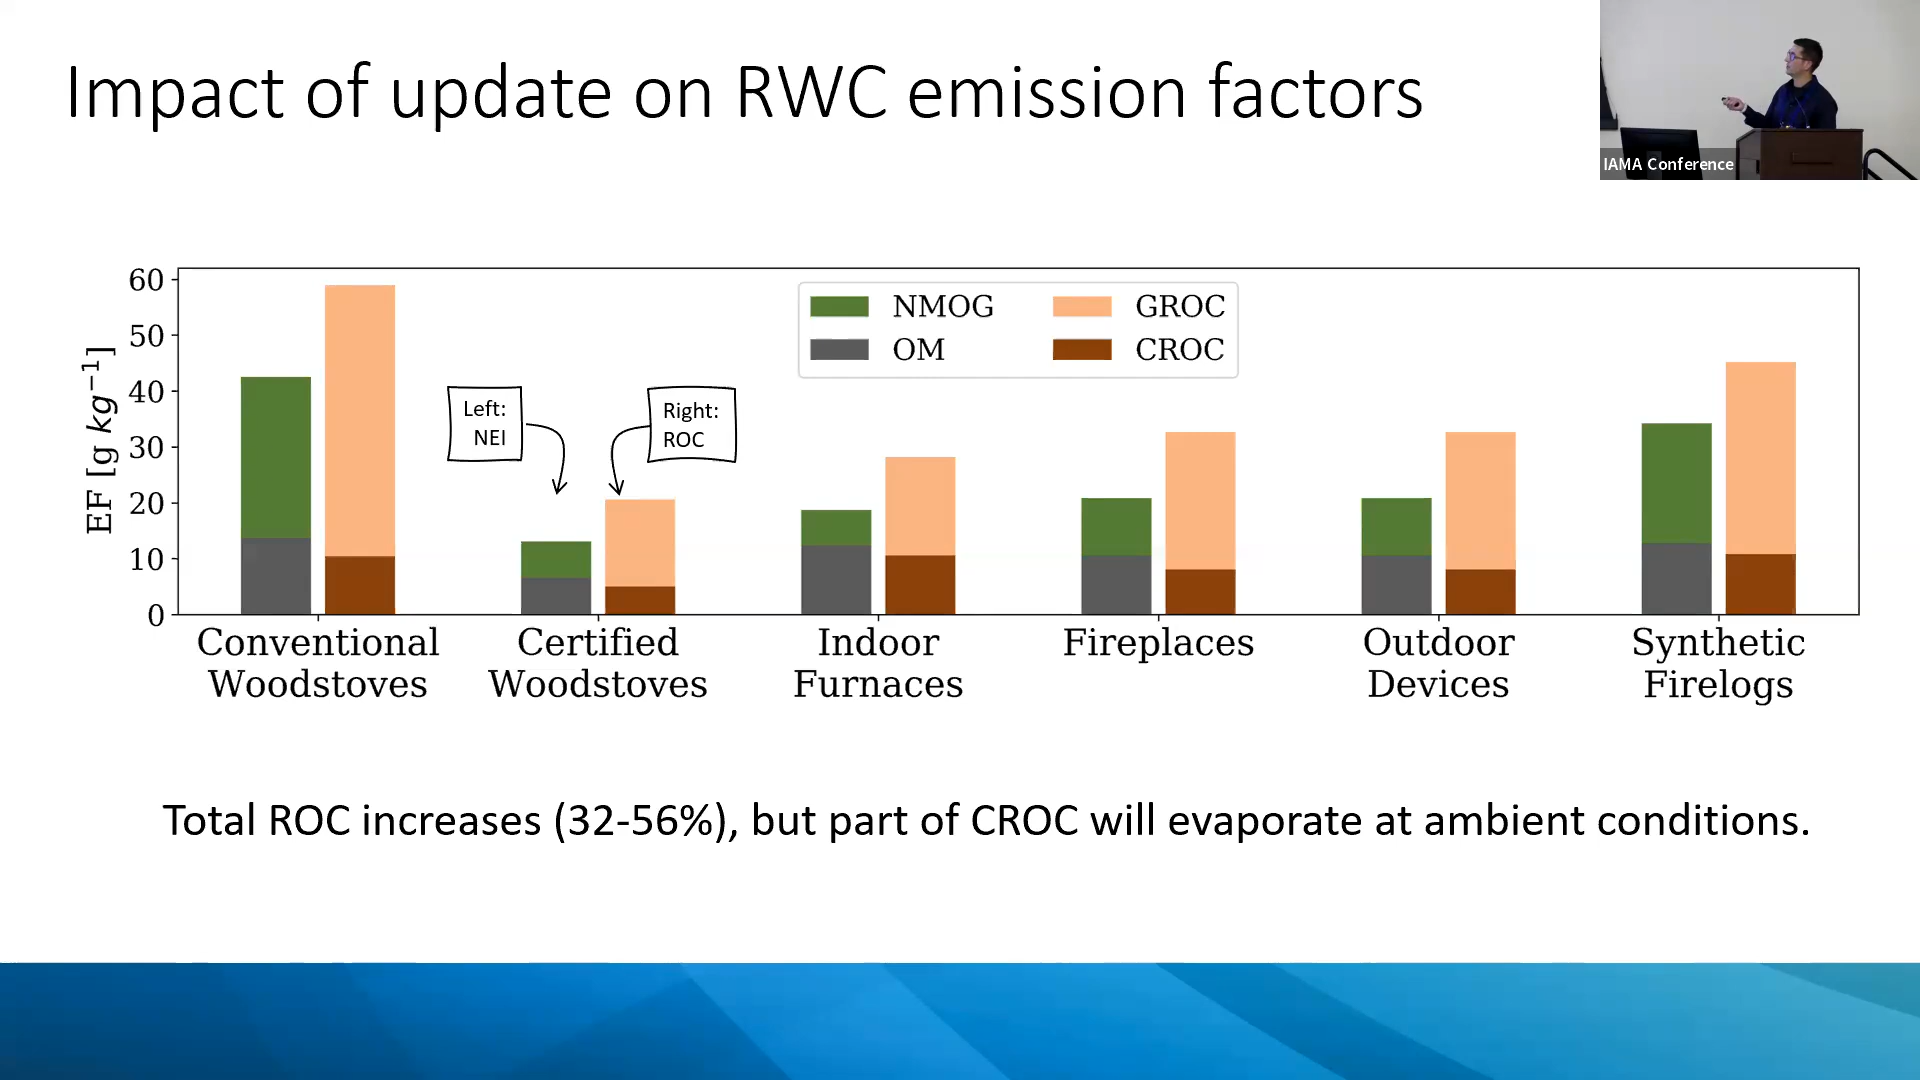 Impact of update on RWC emission factors
IAMA Conference
60
50
40
30
20
10
0
EF [g kg⁻¹]
NMOG
GROC
OM
CROC
Left:
NEI
Right:
ROC
Conventional
Woodstoves
Certified
Woodstoves
Indoor
Furnaces
Fireplaces
Outdoor
Devices
Synthetic
Firelogs
Total ROC increases (32-56%), but part of CROC will evaporate at ambient conditions.